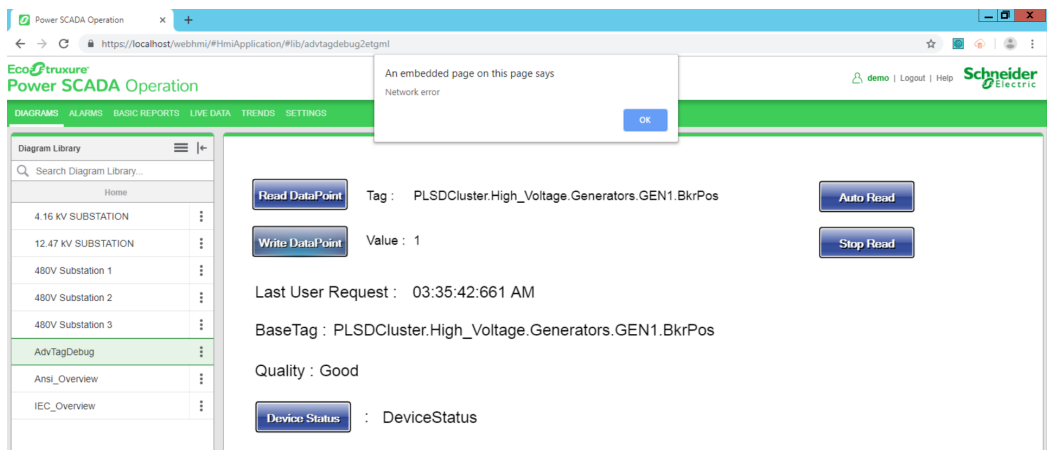 Power SCADA Operation
https://localhost/webhmi/#HmiApplication/#lib/advtagdebug2etgml
EcoStruxure
Power SCADA Operation
An embedded page on this page says
Network error
OK
demo | Logout | Help
Schneider Electric
DIAGRAMS ALARMS BASIC REPORTS LIVE DATA TRENDS SETTINGS
Diagram Library
Search Diagram Library...
Home
4.16 kV SUBSTATION
12.47 kV SUBSTATION
480V Substation 1
480V Substation 2
480V Substation 3
AdvTagDebug
Ansi_Overview
IEC_Overview
Read DataPoint Tag : PLSDCluster.High_Voltage.Generators.GEN1.BkrPos Auto Read
Write DataPoint Value : 1 Stop Read
Last User Request : 03:35:42:661 AM
BaseTag : PLSDCluster.High_Voltage.Generators.GEN1.BkrPos
Quality : Good
Device Status : DeviceStatus